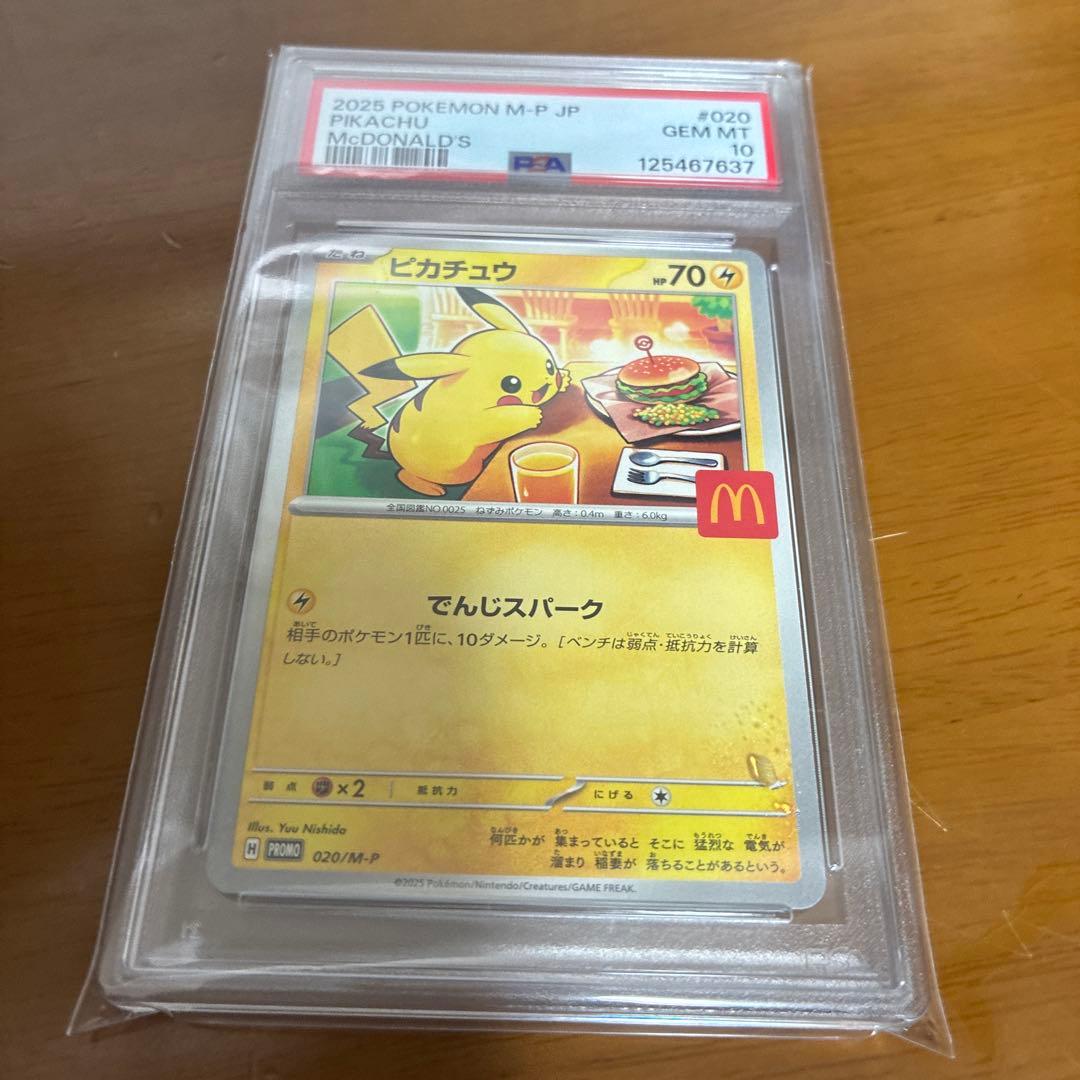 2025 POKEMON M-P JP
#020
PIKACHU
GEM MT
McDONALD'S
10
PSA
125467637
たね
ピカチュウ
HP 70
全国図鑑NO.0025 ねずみポケモン 高さ:0.4m 重さ:6.0kg
でんじスパーク
相手のポケモン1匹に、10ダメージ。[ベンチは弱点・抵抗力を計算
しない。]
弱点 ×2 抵抗力 にげる
Illus. Yuu Nishida
H PROMO 020/M-P
何匹かが 集まっていると そこに 猛烈な 電気が
溜まり 稲妻が 落ちることがあるという。
©2025 Pokémon/Nintendo/Creatures/GAME FREAK.